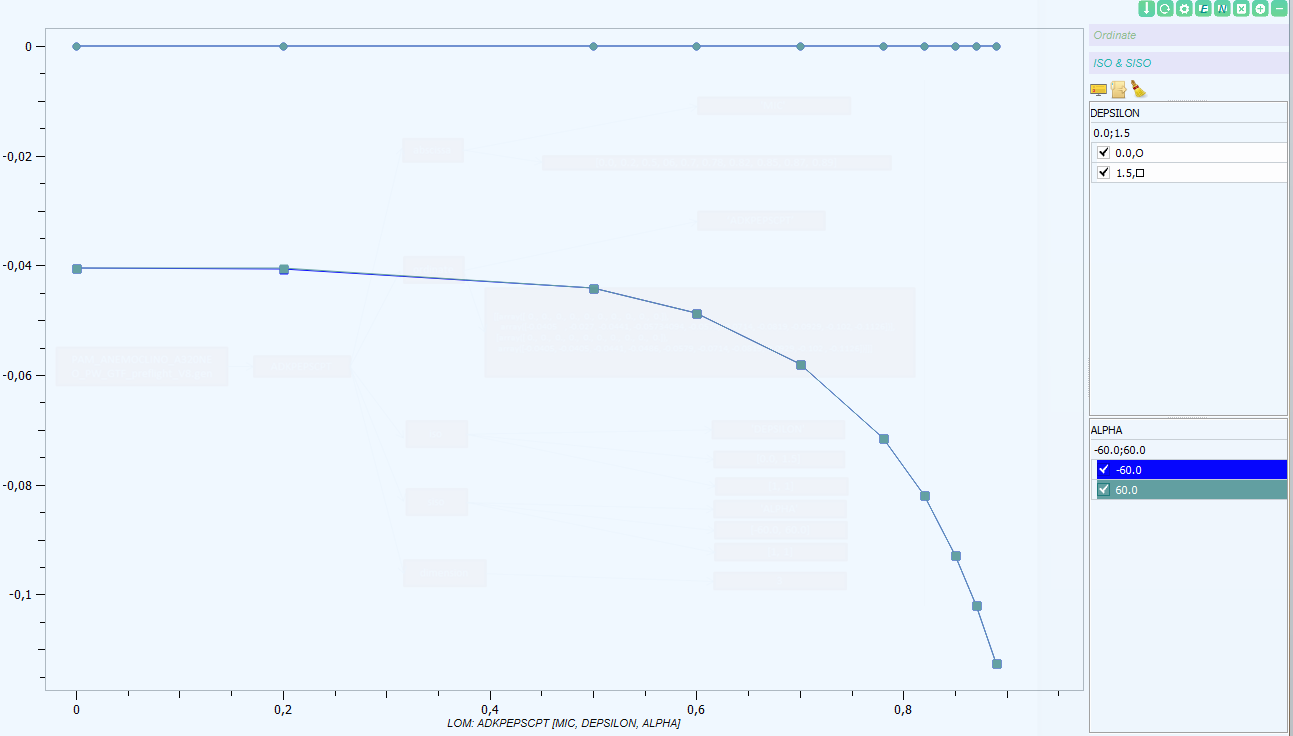 Ordinate
ISO & SISO
DEPSILON
0.0;1.5
0.0,O
1.5,□
ALPHA
-60.0;60.0
-60.0
60.0
0
-0,02
-0,04
-0,06
-0,08
-0,1
0
0,2
0,4
0,6
0,8
LOM: ADKPEPSCPT [MIC, DEPSILON, ALPHA]